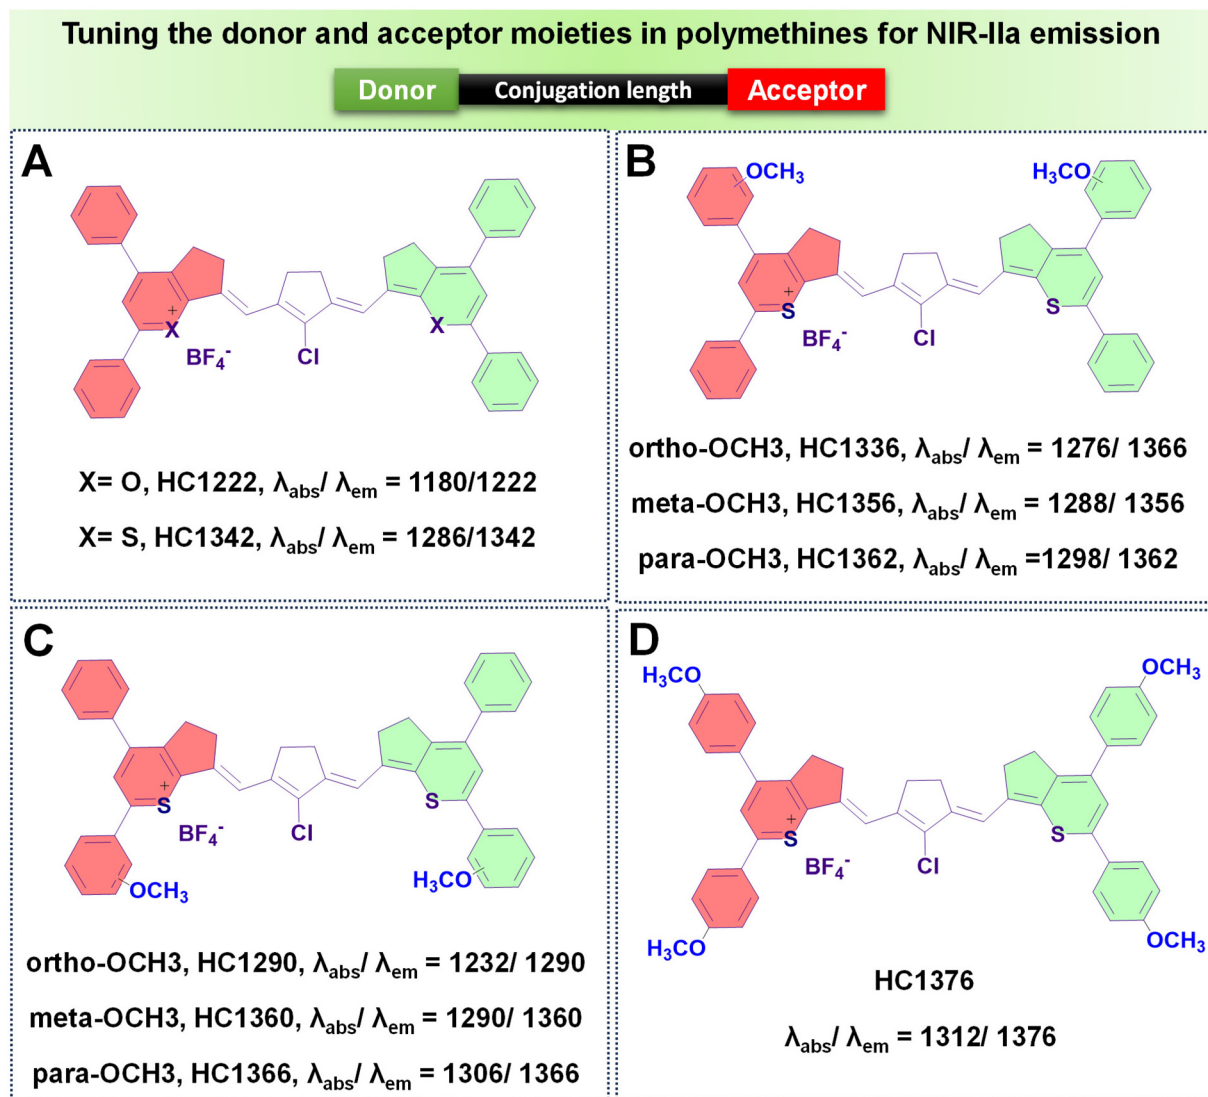 Tuning the donor and acceptor moieties in polymethines for NIR-IIa emission
Donor Conjugation length Acceptor
A
X
+
X
BF4-
Cl
X= O, HC1222, λabs/ λem = 1180/1222
X= S, HC1342, λabs/ λem = 1286/1342
B
OCH3
H3CO
+
S
S
BF4-
Cl
ortho-OCH3, HC1336, λabs/ λem = 1276/ 1366
meta-OCH3, HC1356, λabs/ λem = 1288/ 1356
para-OCH3, HC1362, λabs/ λem =1298/ 1362
C
+
S
S
BF4-
Cl
OCH3
H3CO
ortho-OCH3, HC1290, λabs/ λem = 1232/ 1290
meta-OCH3, HC1360, λabs/ λem = 1290/ 1360
para-OCH3, HC1366, λabs/ λem = 1306/ 1366
D
H3CO
OCH3
+
S
S
BF4-
Cl
H3CO
OCH3
HC1376
λabs/ λem = 1312/ 1376